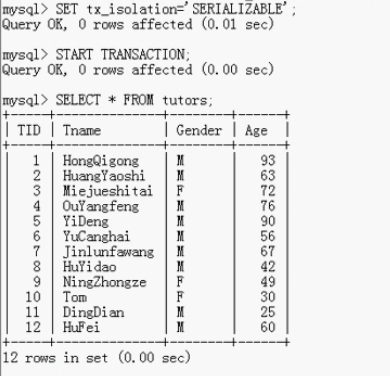 mysql> SET tx_isolation='SERIALIZABLE';
Query OK, 0 rows affected (0.01 sec)
mysql> START TRANSACTION;
Query OK, 0 rows affected (0.00 sec)
mysql> SELECT * FROM tutors;
+-----+--------------+--------+------+
| TID | Tname | Gender | Age |
+-----+--------------+--------+------+
| 1 | HongQigong | M | 93 |
| 2 | HuangYaoshi | M | 63 |
| 3 | Miejueshitai | F | 72 |
| 4 | OuYangfeng | M | 76 |
| 5 | YiDeng | M | 90 |
| 6 | YuCanghai | M | 56 |
| 7 | Jinlunfawang | M | 67 |
| 8 | HuYidao | M | 42 |
| 9 | NingZhongze | F | 49 |
| 10 | Tom | F | 30 |
| 11 | DingDian | M | 25 |
| 12 | HuFei | M | 60 |
+-----+--------------+--------+------+
12 rows in set (0.00 sec)